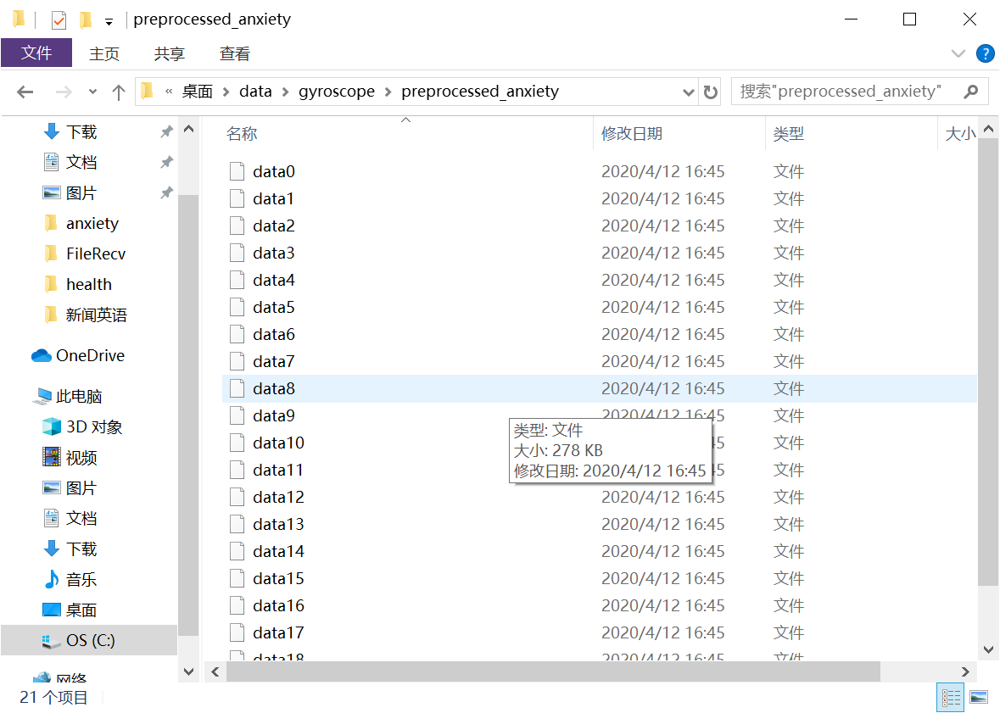 preprocessed_anxiety
文件 主页 共享 查看
« 桌面 > data > gyroscope > preprocessed_anxiety 搜索"preprocessed_anxiety"
下载
文档
图片
anxiety
FileRecv
health
新闻英语
OneDrive
此电脑
3D 对象
视频
图片
文档
下载
音乐
桌面
OS (C:)
网络
名称 修改日期 类型 大小
data0 2020/4/12 16:45 文件
data1 2020/4/12 16:45 文件
data2 2020/4/12 16:45 文件
data3 2020/4/12 16:45 文件
data4 2020/4/12 16:45 文件
data5 2020/4/12 16:45 文件
data6 2020/4/12 16:45 文件
data7 2020/4/12 16:45 文件
data8 2020/4/12 16:45 文件
data9 2020/4/12 16:45 文件
data10 45 文件
data11 文件
data12 2020/4/12 16:45 文件
data13 2020/4/12 16:45 文件
data14 2020/4/12 16:45 文件
data15 2020/4/12 16:45 文件
data16 2020/4/12 16:45 文件
data17 2020/4/12 16:45 文件
data18 2020/4/12 16:45 文件
类型: 文件
大小: 278 KB
修改日期: 2020/4/12 16:45
21 个项目